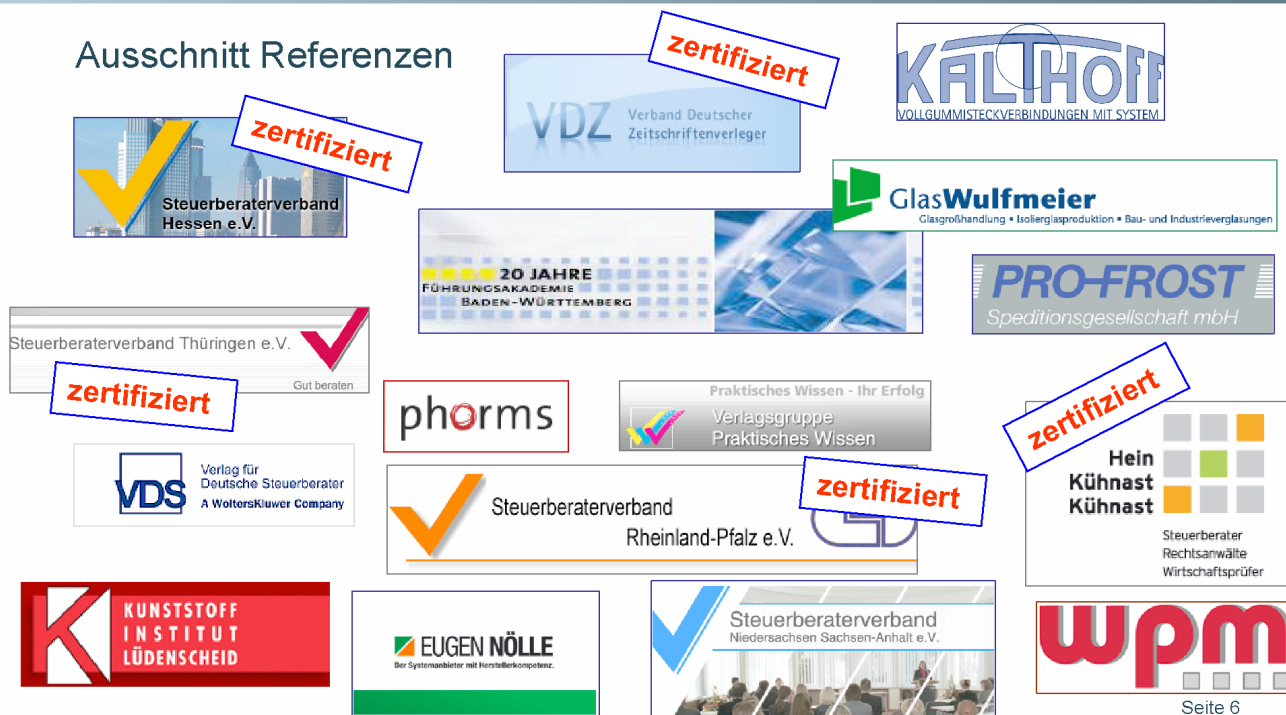 Ausschnitt Referenzen
zertifiziert
Steuerberaterverband
Hessen e.V.
zertifiziert
VDZ
Verband Deutscher
Zeitschriftenverleger
KALTHOFF
VOLLGUMMISTECKVERBINDUNGEN MIT SYSTEM
GlasWulfmeier
Glasgroßhandlung • Isolierglasproduktion • Bau- und Industrieverglasungen
20 JAHRE
FÜHRUNGSAKADEMIE
BADEN-WÜRTTEMBERG
PRO-FROST
Speditionsgesellschaft mbH
Steuerberaterverband Thüringen e.V.
Gut beraten
zertifiziert
phorms
Praktisches Wissen - Ihr Erfolg
Verlagsgruppe
Praktisches Wissen
zertifiziert
Hein
Kühnast
Kühnast
Steuerberater
Rechtsanwälte
Wirtschaftsprüfer
VDS
Verlag für
Deutsche Steuerberater
A WoltersKluwer Company
Steuerberaterverband
Rheinland-Pfalz e.V.
zertifiziert
K
KUNSTSTOFF
INSTITUT
LÜDENSCHEID
EUGEN NÖLLE
Der Systemanbieter mit Herstellerkompetenz.
Steuerberaterverband
Niedersachsen Sachsen-Anhalt e.V.
wpm
Seite 6